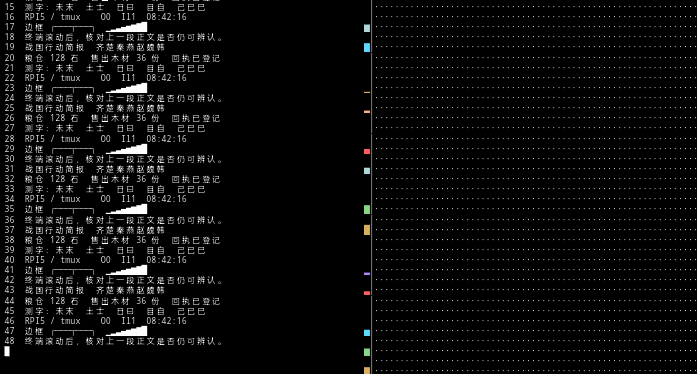 15 测字: 未末 土士 日曰 目自 己已巳
16 RPI5 / tmux O0 Il1 08:42:16
17 边框 ╭──┬──╮ ▁▂▃▄▅▆▇█
18 终端滚动后，核对上一段正文是否仍可辨认。
19 战国行动简报 齐楚秦燕赵魏韩
20 粮仓 128 石 售出木材 36 份 回执已登记
21 测字: 未末 土士 日曰 目自 己已巳
22 RPI5 / tmux O0 Il1 08:42:16
23 边框 ╭──┬──╮ ▁▂▃▄▅▆▇█
24 终端滚动后，核对上一段正文是否仍可辨认。
25 战国行动简报 齐楚秦燕赵魏韩
26 粮仓 128 石 售出木材 36 份 回执已登记
27 测字: 未末 土士 日曰 目自 己已巳
28 RPI5 / tmux O0 Il1 08:42:16
29 边框 ╭──┬──╮ ▁▂▃▄▅▆▇█
30 终端滚动后，核对上一段正文是否仍可辨认。
31 战国行动简报 齐楚秦燕赵魏韩
32 粮仓 128 石 售出木材 36 份 回执已登记
33 测字: 未末 土士 日曰 目自 己已巳
34 RPI5 / tmux O0 Il1 08:42:16
35 边框 ╭──┬──╮ ▁▂▃▄▅▆▇█
36 终端滚动后，核对上一段正文是否仍可辨认。
37 战国行动简报 齐楚秦燕赵魏韩
38 粮仓 128 石 售出木材 36 份 回执已登记
39 测字: 未末 土士 日曰 目自 己已巳
40 RPI5 / tmux O0 Il1 08:42:16
41 边框 ╭──┬──╮ ▁▂▃▄▅▆▇█
42 终端滚动后，核对上一段正文是否仍可辨认。
43 战国行动简报 齐楚秦燕赵魏韩
44 粮仓 128 石 售出木材 36 份 回执已登记
45 测字: 未末 土士 日曰 目自 己已巳
46 RPI5 / tmux O0 Il1 08:42:16
47 边框 ╭──┬──╮ ▁▂▃▄▅▆▇█
48 终端滚动后，核对上一段正文是否仍可辨认。